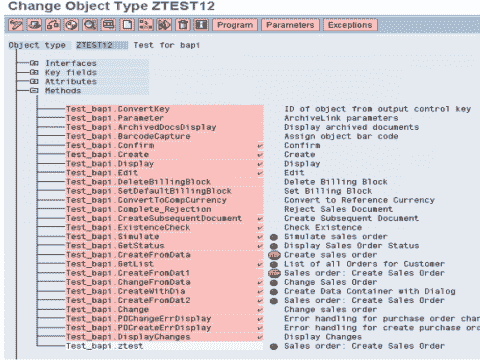 Change Object Type ZTEST12
Program Parameters Exceptions
Object type ZTEST12 Test for bapi
Interfaces
Key fields
Attributes
Methods
Test_bapi.ConvertKey ID of object from output control key
Test_bapi.Parameter ArchiveLink parameters
Test_bapi.ArchivedDocsDisplay Display archived documents
Test_bapi.BarcodeCapture Assign object bar code
Test_bapi.Confirm Confirm
Test_bapi.Create Create
Test_bapi.Display Display
Test_bapi.Edit Edit
Test_bapi.DeleteBillingBlock Delete Billing Block
Test_bapi.SetDefaultBillingBlock Set Billing Block
Test_bapi.ConvertToCompCurrency Convert to Reference Currency
Test_bapi.Complete_Rejection Reject Sales Document
Test_bapi.CreateSubsequentDocument Create Subsequent Document
Test_bapi.ExistenceCheck Check Existence
Test_bapi.Simulate Simulate sales order
Test_bapi.GetStatus Display Sales Order Status
Test_bapi.CreateFromData Create sales order
Test_bapi.GetList List of all Orders for Customer
Test_bapi.CreateFromDat1 Sales order: Create Sales Order
Test_bapi.ChangeFromData Change Sales Order
Test_bapi.CreateWithDia Create Data Container with Dialog
Test_bapi.CreateFromDat2 Sales order: Create Sales Order
Test_bapi.Change Change sales order
Test_bapi.POChangeErrDisplay Error handling for purchase order chan
Test_bapi.POCreateErrDisplay Error handling for create purchase ord
Test_bapi.DisplayChanges Display Changes
Test_bapi.ztest Sales order: Create Sales Order